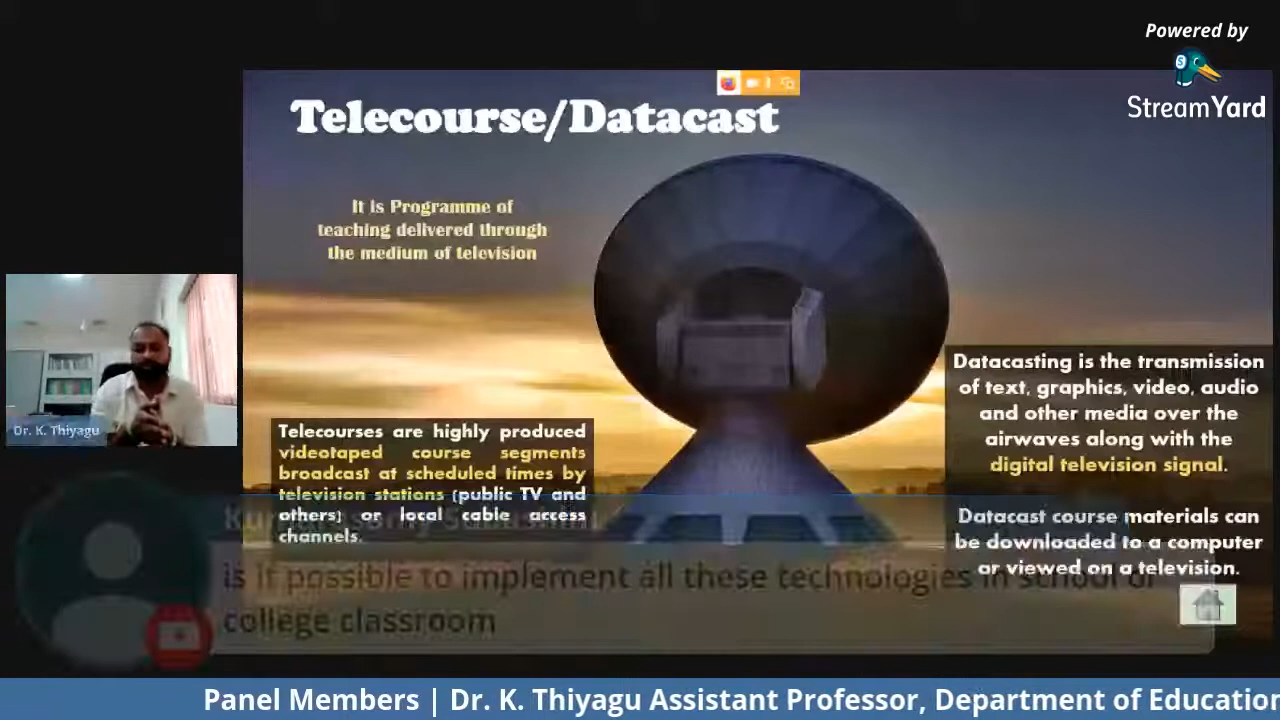 Powered by
StreamYard
Telecourse/Datacast
It is Programme of
teaching delivered through
the medium of television
Datacasting is the transmission
of text, graphics, video, audio
and other media over the
airwaves along with the
digital television signal.
Dr. K. Thiyagu
Telecourses are highly produced
videotaped course segments
broadcast at scheduled times by
television stations (public TV and
others) or local cable access
channels.
Datacast course materials can
be downloaded to a computer
or viewed on a television.
is it possible to implement all these technologies in school or
college classroom
Panel Members | Dr. K. Thiyagu Assistant Professor, Department of Education